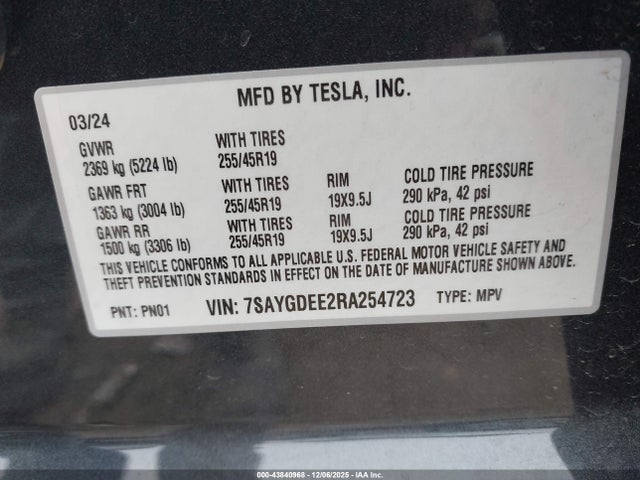 MFD BY TESLA, INC.
03/24
GVWR WITH TIRES
2369 kg (5224 lb) 255/45R19
GAWR FRT WITH TIRES RIM COLD TIRE PRESSURE
1363 kg (3004 lb) 255/45R19 19X9.5J 290 kPa, 42 psi
GAWR RR WITH TIRES RIM COLD TIRE PRESSURE
1500 kg (3306 lb) 255/45R19 19X9.5J 290 kPa, 42 psi
THIS VEHICLE CONFORMS TO ALL APPLICABLE U.S. FEDERAL MOTOR VEHICLE SAFETY AND
THEFT PREVENTION STANDARDS IN EFFECT ON THE DATE OF MANUFACTURE SHOWN ABOVE.
PNT: PN01 VIN: 7SAYGDEE2RA254723 TYPE: MPV
000-43840968 - 12/06/2025 - IAA Inc.